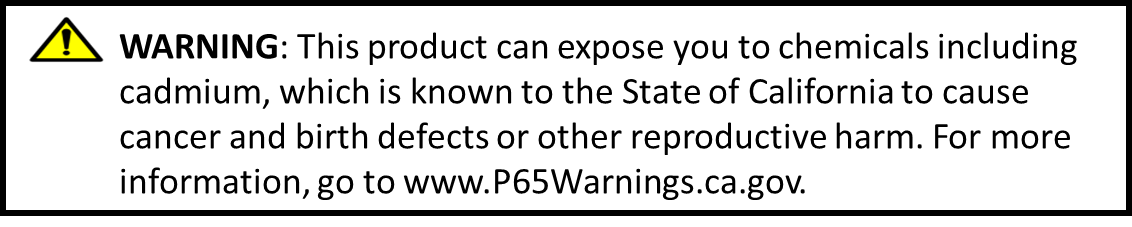 WARNING: This product can expose you to chemicals including
cadmium, which is known to the State of California to cause
cancer and birth defects or other reproductive harm. For more
information, go to www.P65Warnings.ca.gov.